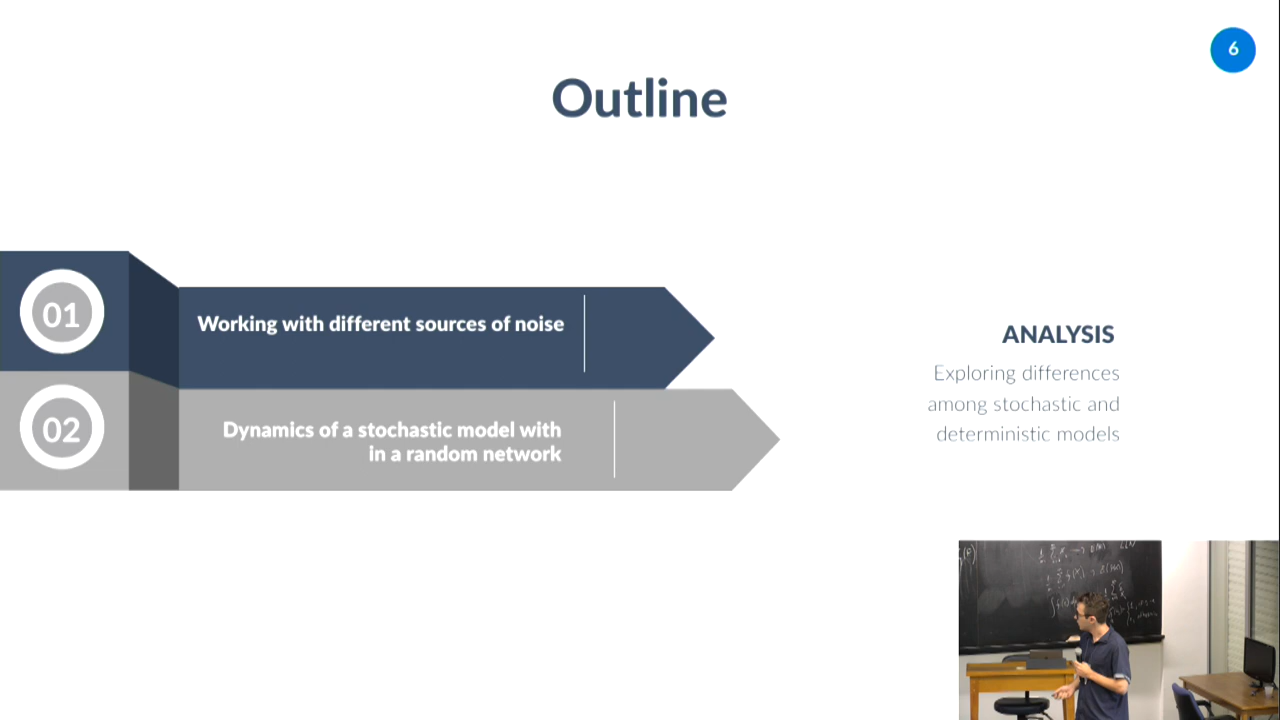 6
Outline
01
Working with different sources of noise
02
Dynamics of a stochastic model with
in a random network
ANALYSIS
Exploring differences
among stochastic and
deterministic models